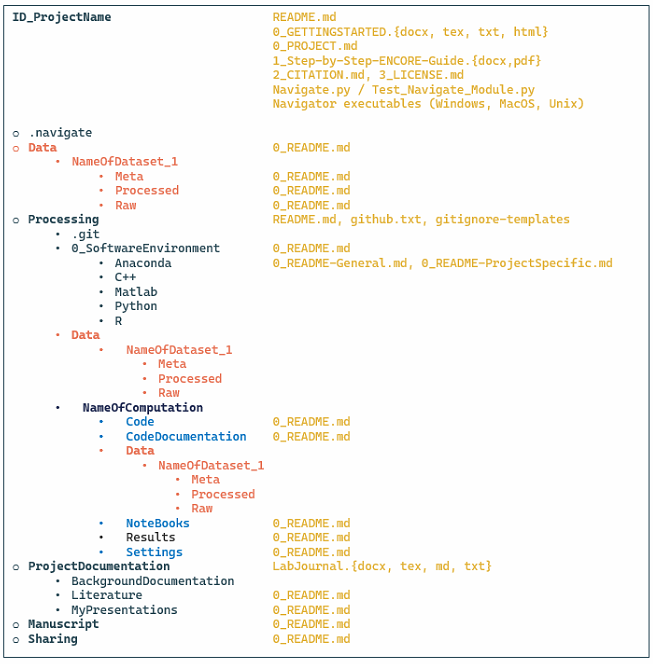 ID_ProjectName README.md
0_GETTINGSTARTED.{docx, tex, txt, html}
0_PROJECT.md
1_Step-by-Step-ENCORE-Guide.{docx,pdf}
2_CITATION.md, 3_LICENSE.md
Navigate.py / Test_Navigate_Module.py
Navigator executables (Windows, MacOS, Unix)
o .navigate
o Data 0_README.md
• NameOfDataset_1
• Meta 0_README.md
• Processed 0_README.md
• Raw 0_README.md
o Processing README.md, github.txt, gitignore-templates
• .git
• 0_SoftwareEnvironment 0_README.md
• Anaconda 0_README-General.md, 0_README-ProjectSpecific.md
• C++
• Matlab
• Python
• R
• Data
• NameOfDataset_1
• Meta
• Processed
• Raw
• NameOfComputation
• Code 0_README.md
• CodeDocumentation 0_README.md
• Data
• NameOfDataset_1
• Meta
• Processed
• Raw
• NoteBooks 0_README.md
• Results 0_README.md
• Settings 0_README.md
o ProjectDocumentation LabJournal.{docx, tex, md, txt}
• BackgroundDocumentation
• Literature 0_README.md
• MyPresentations 0_README.md
o Manuscript 0_README.md
o Sharing 0_README.md